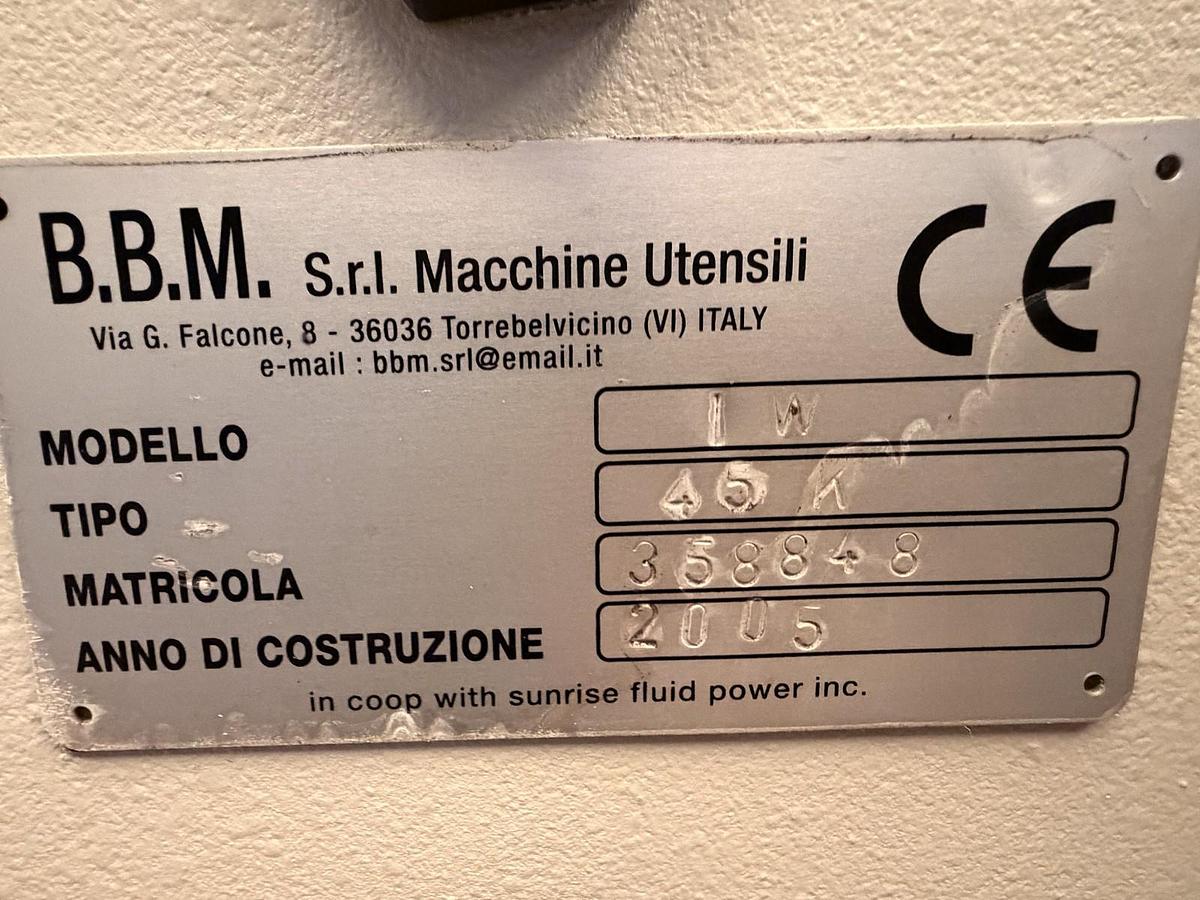 B.B.M. S.r.l. Macchine Utensili CE
Via G. Falcone, 8 - 36036 Torrebelvicino (VI) ITALY
e-mail : bbm.srl@email.it
MODELLO IW
TIPO 45 K
MATRICOLA 358848
ANNO DI COSTRUZIONE 2005
in coop with sunrise fluid power inc.